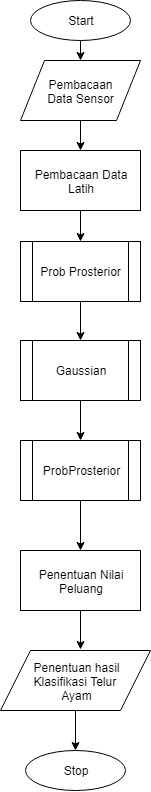 Start
Pembacaan
Data Sensor
Pembacaan Data
Latih
Prob Prosterior
Gaussian
ProbProsterior
Penentuan Nilai
Peluang
Penentuan hasil
Klasifikasi Telur
Ayam
Stop